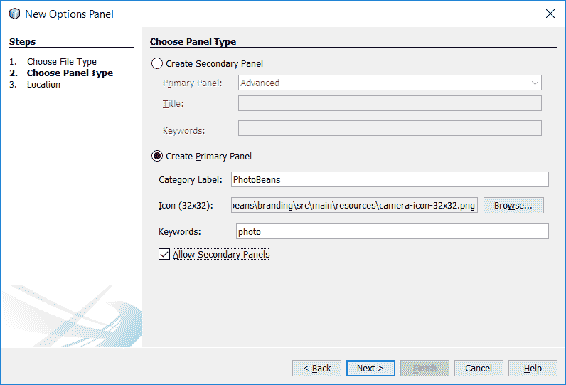 New Options Panel
Steps
1. Choose File Type
2. Choose Panel Type
3. Location
Choose Panel Type
Create Secondary Panel
Primary Panel: Advanced
Title:
Keywords:
Create Primary Panel
Category Label: PhotoBeans
Icon (32x32): ıeans\branding\src\main\resources\camera-icon-32x32.png Browse...
Keywords: photo
Allow Secondary Panels
< Back Next > Finish Cancel Help